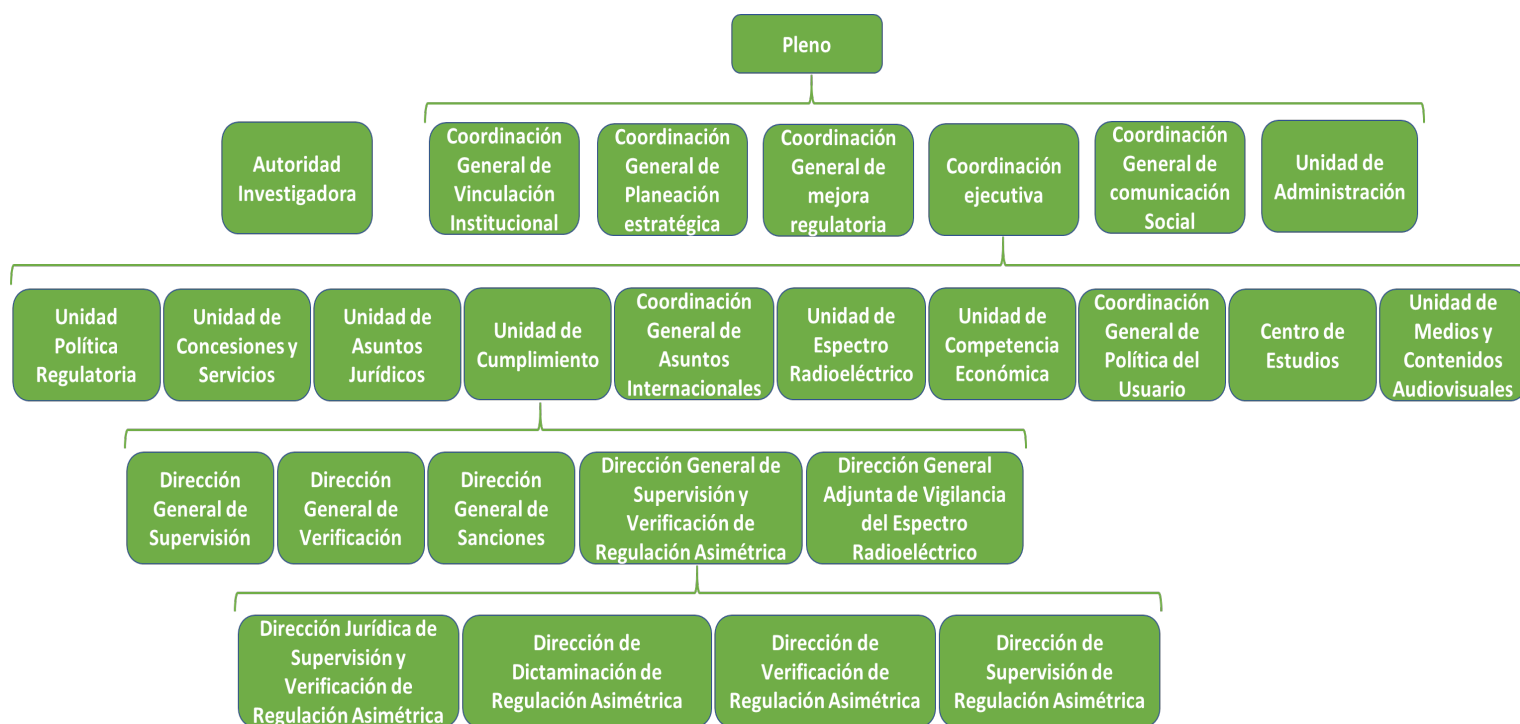 Pleno
Autoridad
Investigadora
Coordinación
General de
Vinculación
Institucional
Coordinación
General de
Planeación
estratégica
Coordinación
General de
mejora
regulatoria
Coordinación
ejecutiva
Coordinación
General de
comunicación
Social
Unidad de
Administración
Unidad
Política
Regulatoria
Unidad de
Concesiones y
Servicios
Unidad de
Asuntos
Jurídicos
Unidad de
Cumplimiento
Coordinación
General de
Asuntos
Internacionales
Unidad de
Espectro
Radioeléctrico
Unidad de
Competencia
Económica
Coordinación
General de
Política del
Usuario
Centro de
Estudios
Unidad de
Medios y
Contenidos
Audiovisuales
Dirección
General de
Supervisión
Dirección
General de
Verificación
Dirección
General de
Sanciones
Dirección General de
Supervisión y
Verificación de
Regulación Asimétrica
Dirección General
Adjunta de Vigilancia
del Espectro
Radioeléctrico
Dirección Jurídica de
Supervisión y
Verificación de
Regulación Asimétrica
Dirección de
Dictaminación de
Regulación Asimétrica
Dirección de
Verificación de
Regulación Asimétrica
Dirección de
Supervisión de
Regulación Asimétrica